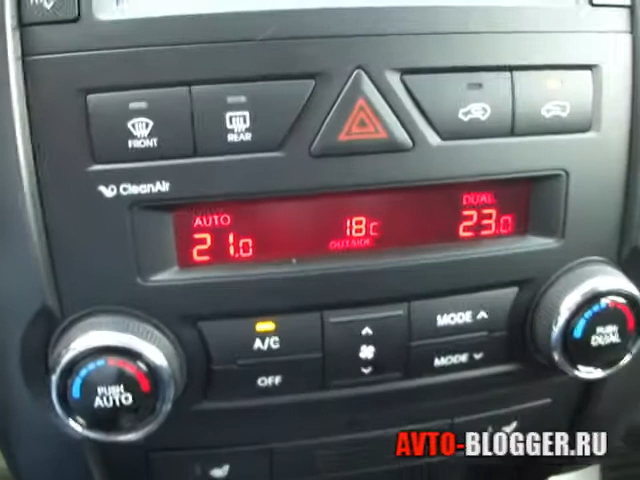 FRONT
REAR
CleanAir
AUTO
DUAL
21.0
18c
23.0
OUTSIDE
MODE
A/C
MODE
OFF
PUSH
AUTO
PUSH
DUAL
AVTO-BLOGGER.RU